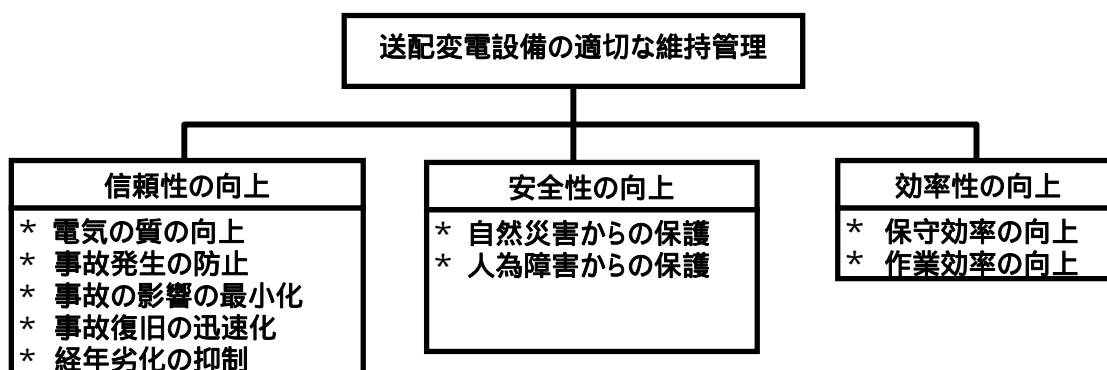 送配変電設備の適切な維持管理
信頼性の向上
* 電気の質の向上
* 事故発生の防止
* 事故の影響の最小化
* 事故復旧の迅速化
* 経年劣化の抑制
安全性の向上
* 自然災害からの保護
* 人為障害からの保護
効率性の向上
* 保守効率の向上
* 作業効率の向上